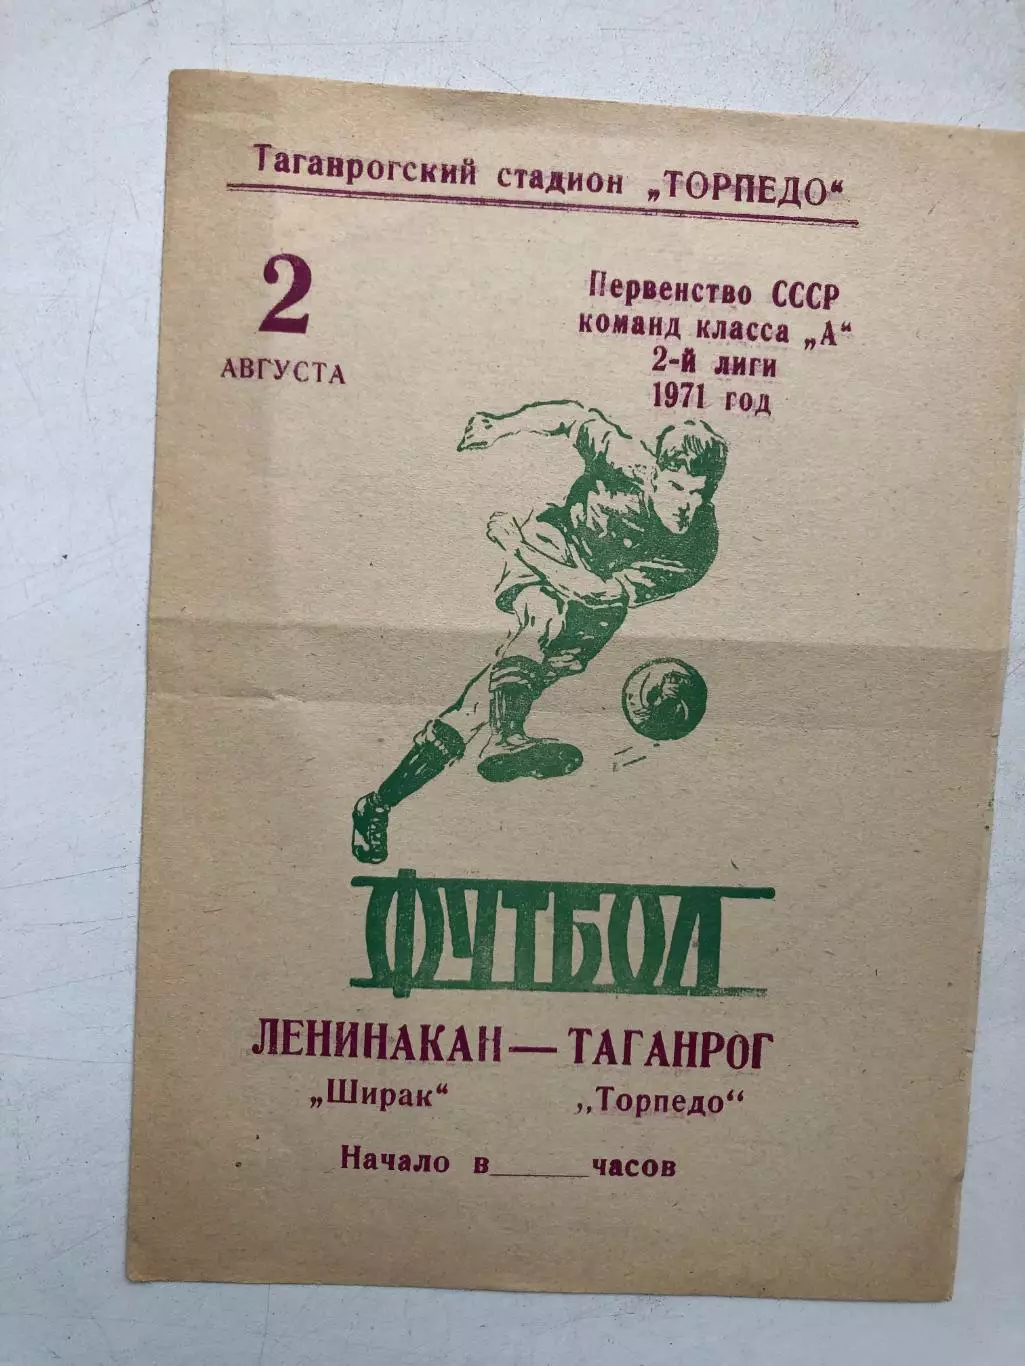 Таганрогский стадион „ТОРПЕДО“
2
АВГУСТА
Первенство СССР
команд класса „А“
2-й лиги
1971 год
ФУТБОЛ
ЛЕНИНАКАН — ТАГАНРОГ
„Ширак“ ,,Торпедо“
Начало в______часов